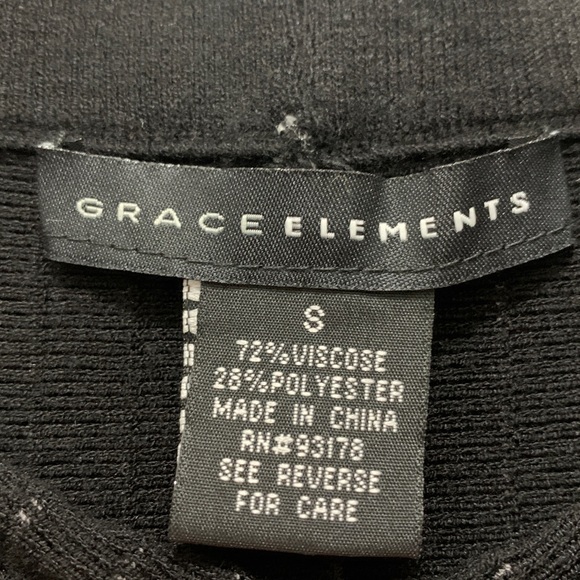 GRACE ELEMENTS
S
72% VISCOSE
28% POLYESTER
MADE IN CHINA
RN#93178
SEE REVERSE
FOR CARE